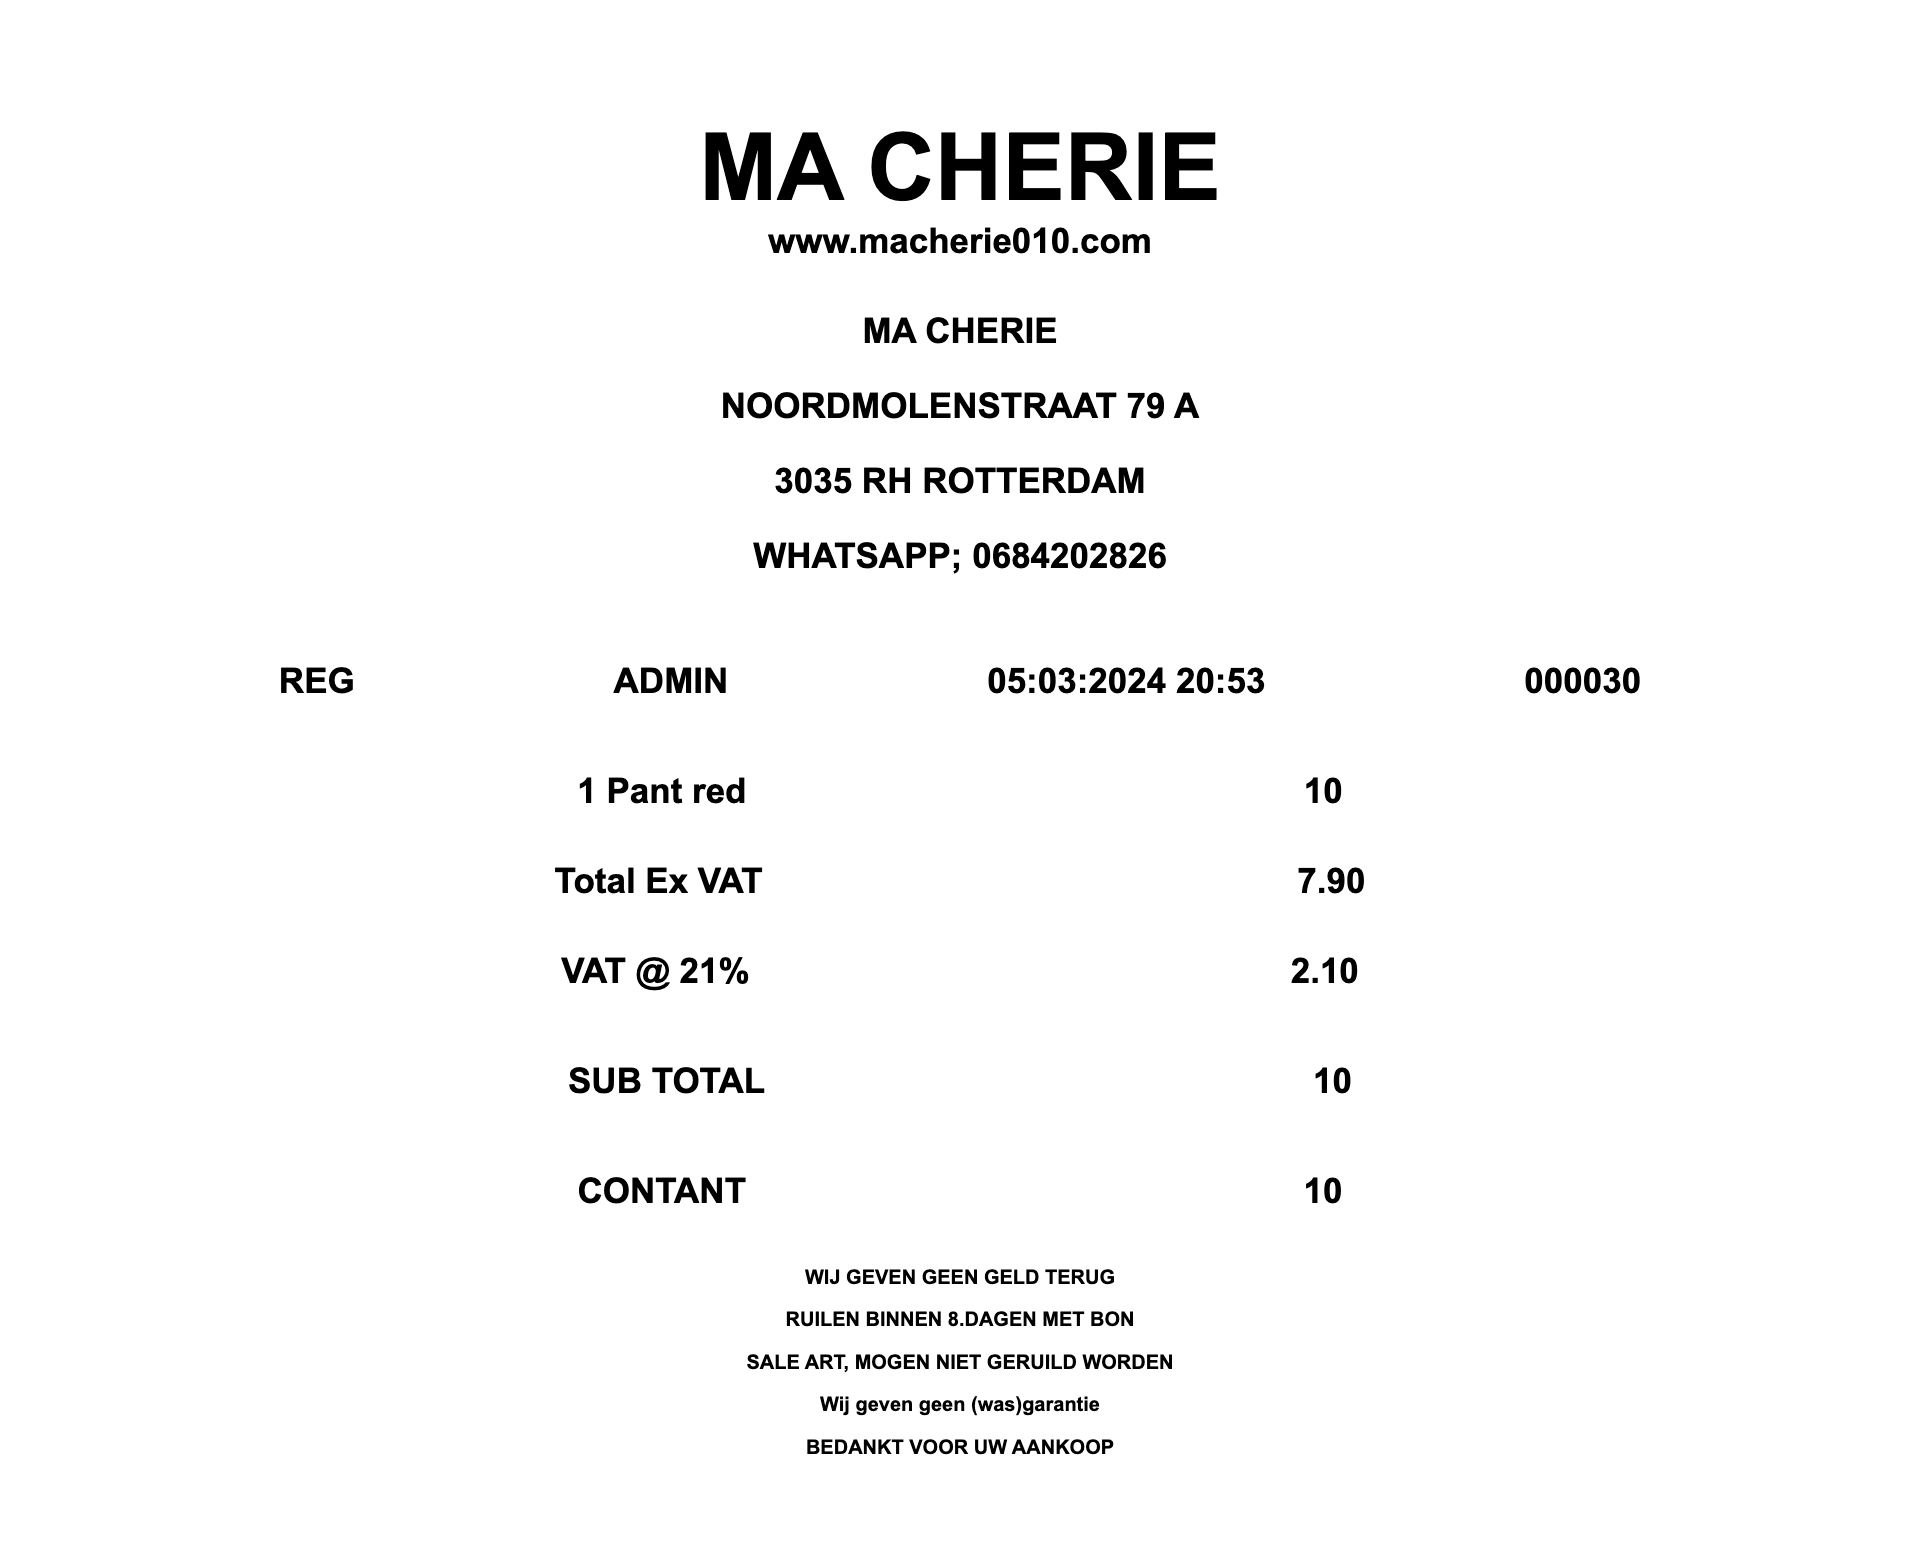 MA CHERIE
www.macherie010.com
MA CHERIE
NOORDMOLENSTRAAT 79 A
3035 RH ROTTERDAM
WHATSAPP; 0684202826
REG ADMIN 05:03:2024 20:53 000030
1 Pant red 10
Total Ex VAT 7.90
VAT @ 21% 2.10
SUB TOTAL 10
CONTANT 10
WIJ GEVEN GEEN GELD TERUG
RUILEN BINNEN 8.DAGEN MET BON
SALE ART, MOGEN NIET GERUILD WORDEN
Wij geven geen (was)garantie
BEDANKT VOOR UW AANKOOP